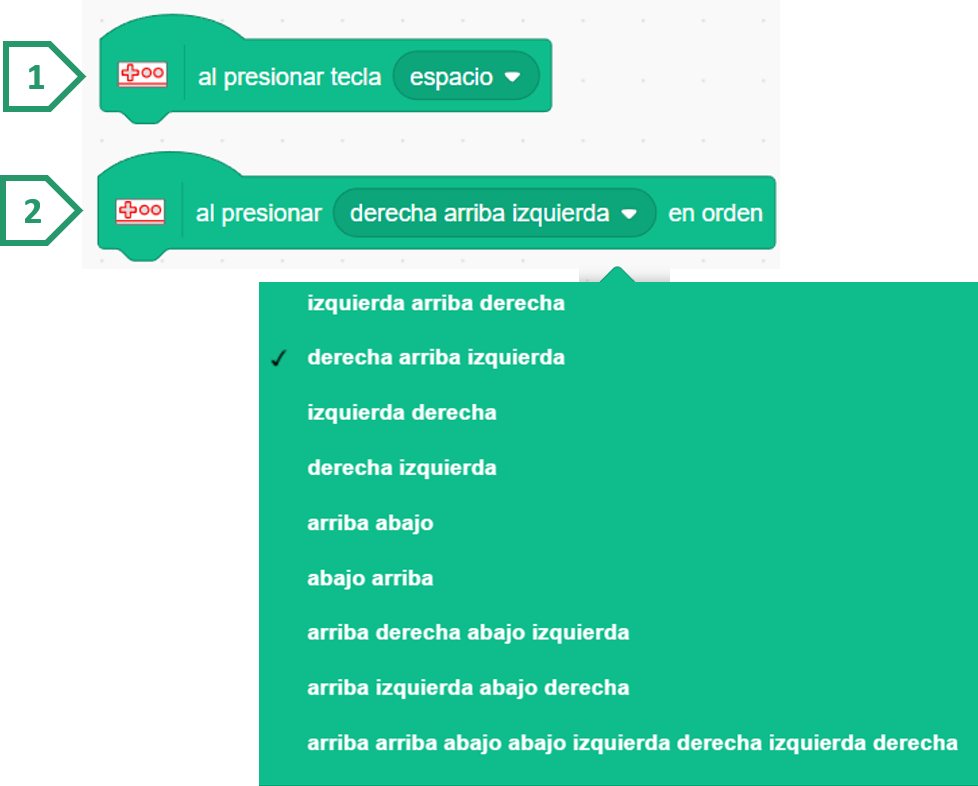 1
al presionar tecla espacio
2
al presionar derecha arriba izquierda en orden
izquierda arriba derecha
derecha arriba izquierda
izquierda derecha
derecha izquierda
arriba abajo
abajo arriba
arriba derecha abajo izquierda
arriba izquierda abajo derecha
arriba arriba abajo abajo izquierda derecha izquierda derecha